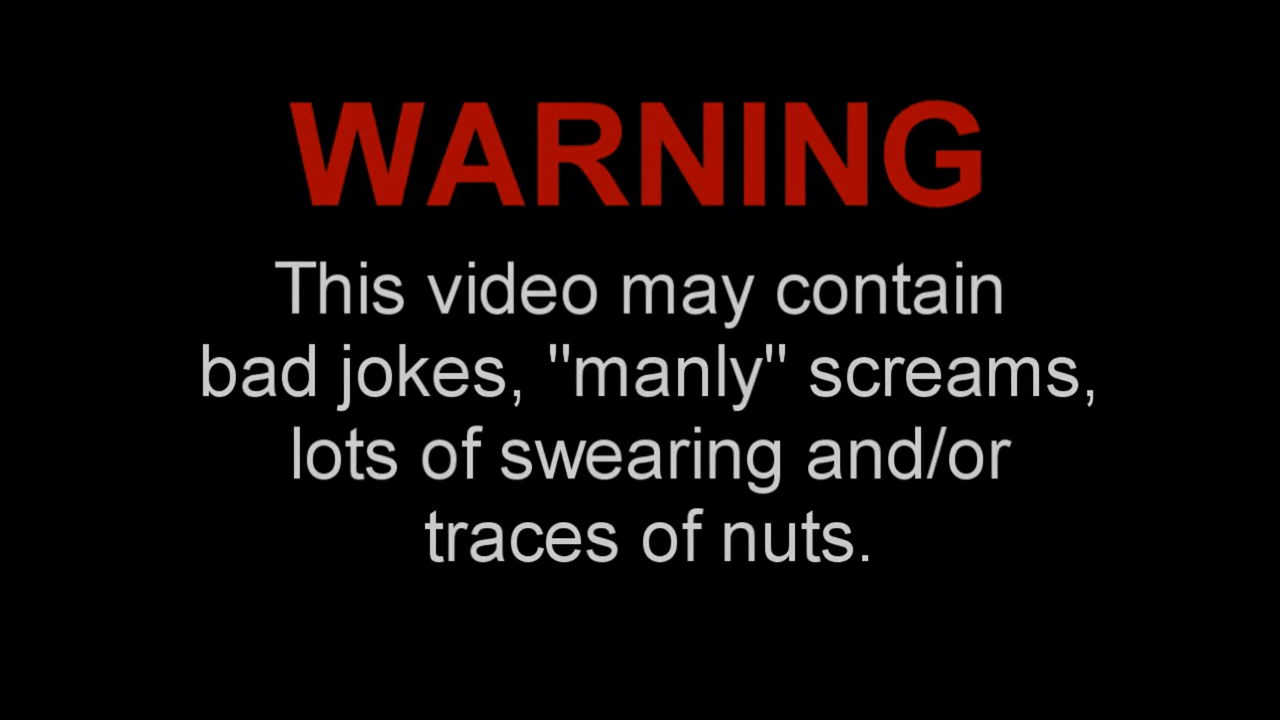 WARNING
This video may contain
bad jokes, "manly" screams,
lots of swearing and/or
traces of nuts.